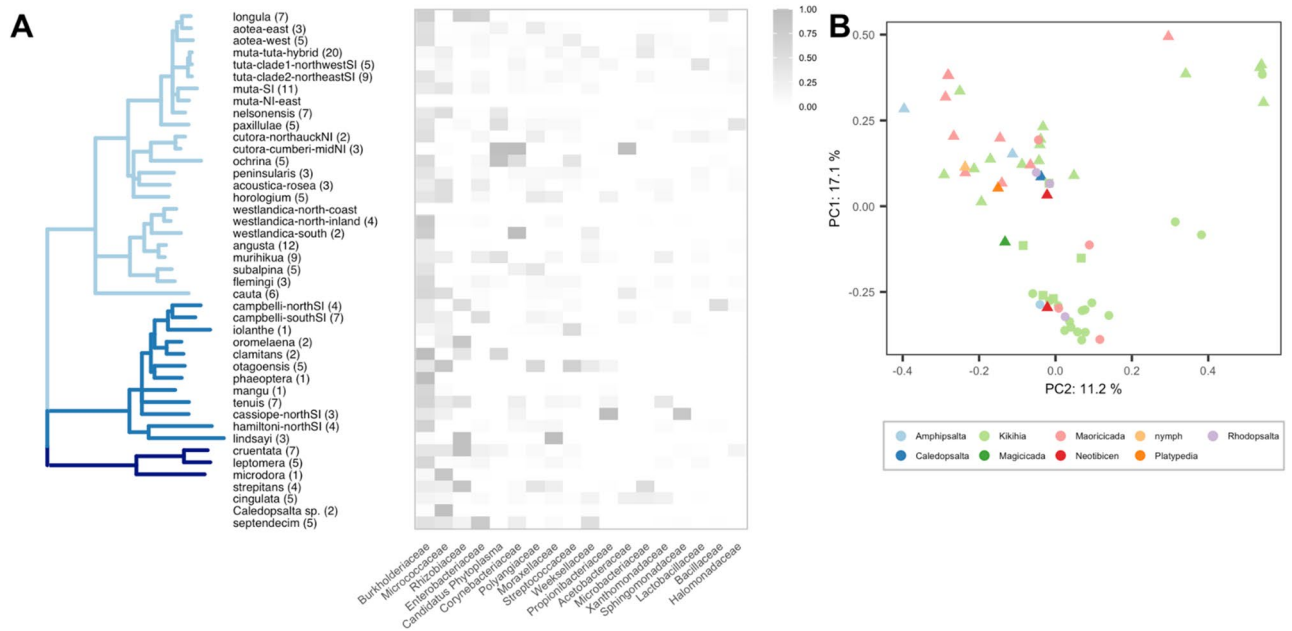 A
longula (7)
aotea-east (3)
aotea-west (5)
muta-tuta-hybrid (20)
tuta-clade1-northwestSI (5)
tuta-clade2-northeastSI (9)
muta-SI (11)
muta-NI-east
nelsonensis (7)
paxillulae (5)
cutora-northauckNI (2)
cutora-cumberi-midNI (3)
ochrina (5)
peninsularis (3)
acoustica-rosea (3)
horologium (5)
westlandica-north-coast
westlandica-north-inland (4)
westlandica-south (2)
angusta (12)
murihikua (9)
subalpina (5)
flemingi (3)
cauta (6)
campbelli-northSI (4)
campbelli-southSI (7)
iolanthe (1)
oromelaena (2)
clamitans (2)
otagoensis (5)
phaeoptera (1)
mangu (1)
tenuis (7)
cassiope-northSI (3)
hamiltoni-northSI (4)
lindsayi (3)
cruentata (7)
leptomera (5)
microdora (1)
strepitans (4)
cingulata (5)
Caledopsalta sp. (2)
septendecim (5)
Burkholderiaceae
Micrococcaceae
Rhizobiaceae
Enterobacteriaceae
Candidatus Phytoplasma
Corynebacteriaceae
Polyangiaceae
Moraxellaceae
Streptococcaceae
Weeksellaceae
Propionibacteriaceae
Acetobacteraceae
Microbacteriaceae
Xanthomonadaceae
Sphingomonadaceae
Lactobacillaceae
Bacillaceae
Halomonadaceae
1.00
0.75
0.50
0.25
0.00
B
0.50
0.25
0.00
-0.25
PC1: 17.1 %
-0.4
-0.2
0.0
0.2
0.4
PC2: 11.2 %
Amphipsalta
Kikihia
Maoricicada
nymph
Rhodopsalta
Caledopsalta
Magicicada
Neotibicen
Platypedia